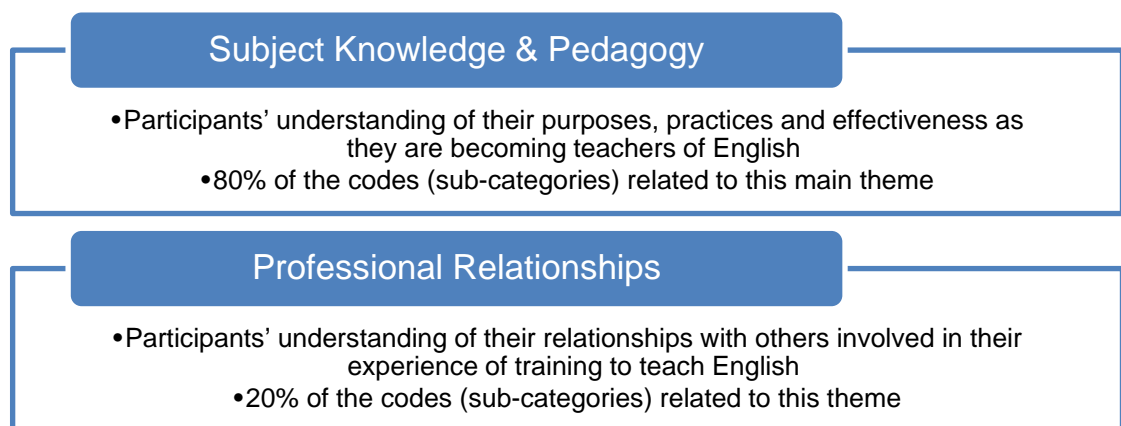 Subject Knowledge & Pedagogy
•Participants’ understanding of their purposes, practices and effectiveness as
they are becoming teachers of English
•80% of the codes (sub-categories) related to this main theme
Professional Relationships
•Participants’ understanding of their relationships with others involved in their
experience of training to teach English
•20% of the codes (sub-categories) related to this theme